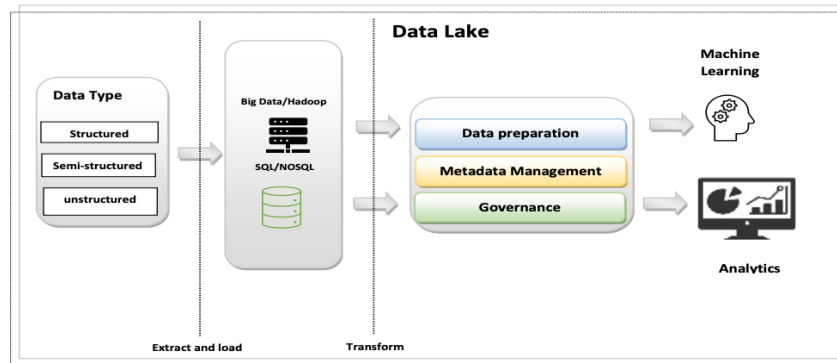 Data Lake
Machine
Learning
Data Type
Structured
Semi-structured
unstructured
Big Data/Hadoop
SQL/NOSQL
Data preparation
Metadata Management
Governance
Analytics
Extract and load
Transform